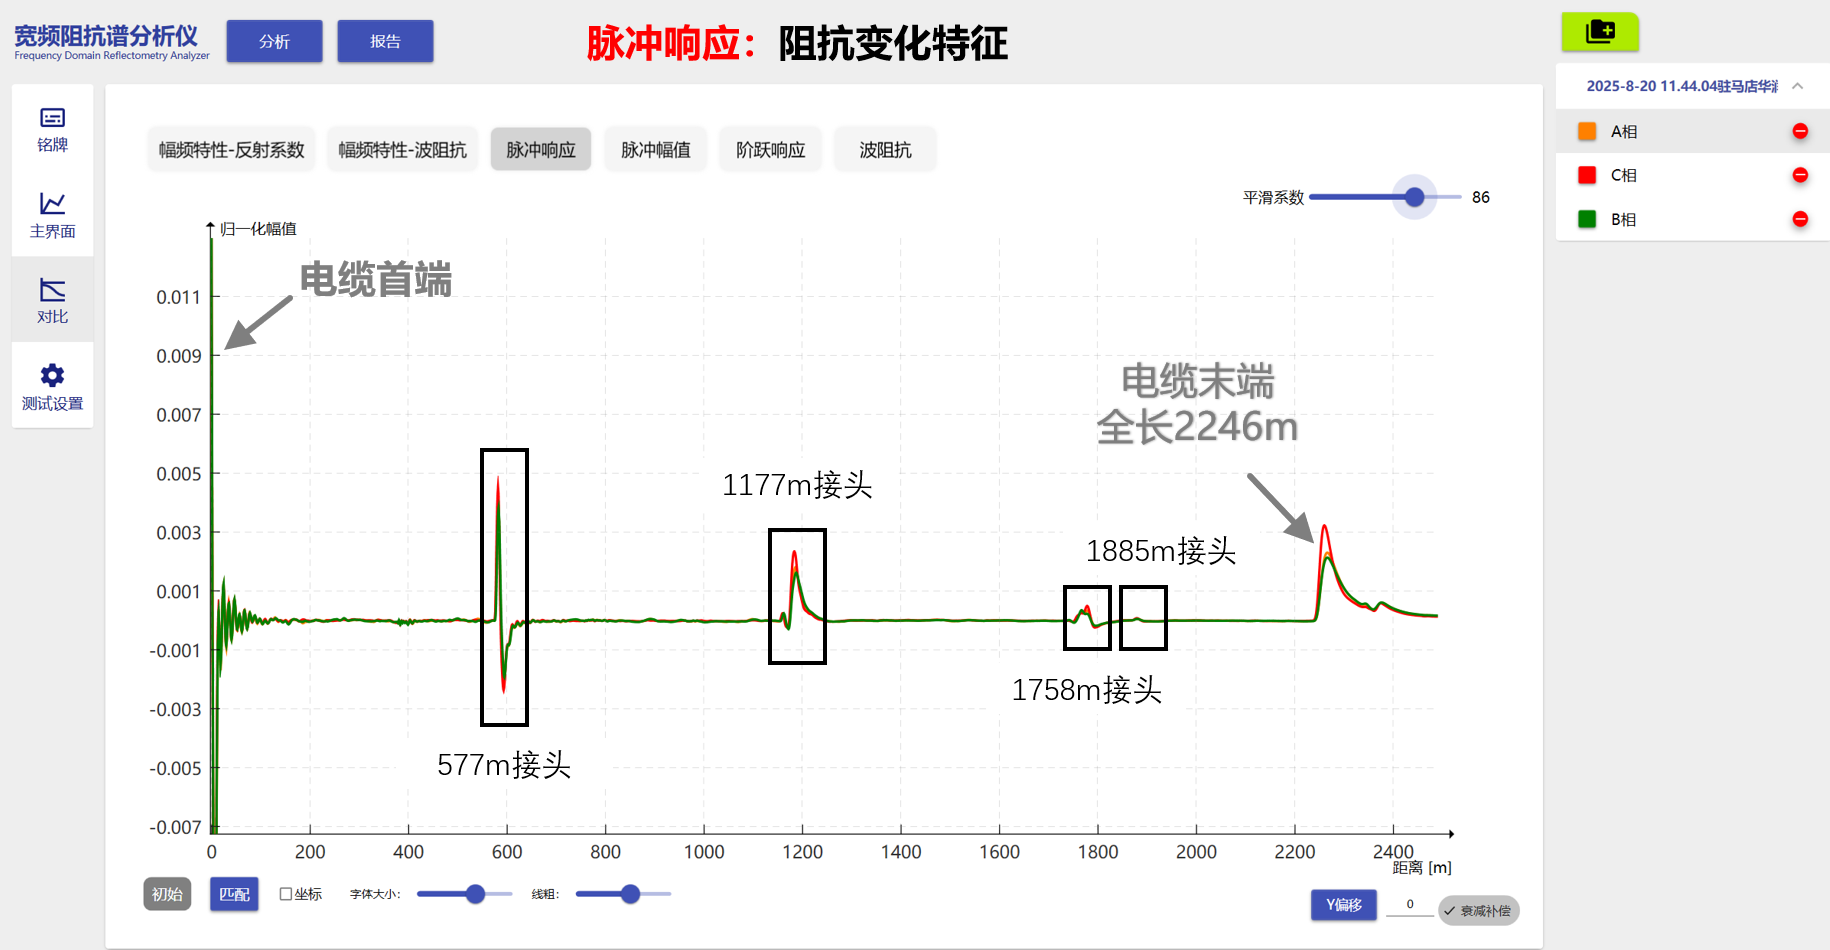 宽频阻抗谱分析仪
Frequency Domain Reflectometry Analyzer
分析
报告
脉冲响应：阻抗变化特征
2025-8-20 11.44.04驻马店华
A相
C相
B相
铭牌
主界面
对比
测试设置
幅频特性-反射系数
幅频特性-波阻抗
脉冲响应
脉冲幅值
阶跃响应
波阻抗
平滑系数
86
归一化幅值
电缆首端
0.011
0.009
0.007
0.005
0.003
0.001
-0.001
-0.003
-0.005
-0.007
电缆末端
全长2246m
1177m接头
1885m接头
1758m接头
577m接头
0
200
400
600
800
1000
1200
1400
1600
1800
2000
2200
2400
距离 [m]
初始
匹配
坐标
字体大小：
线粗：
Y偏移
0
衰减补偿